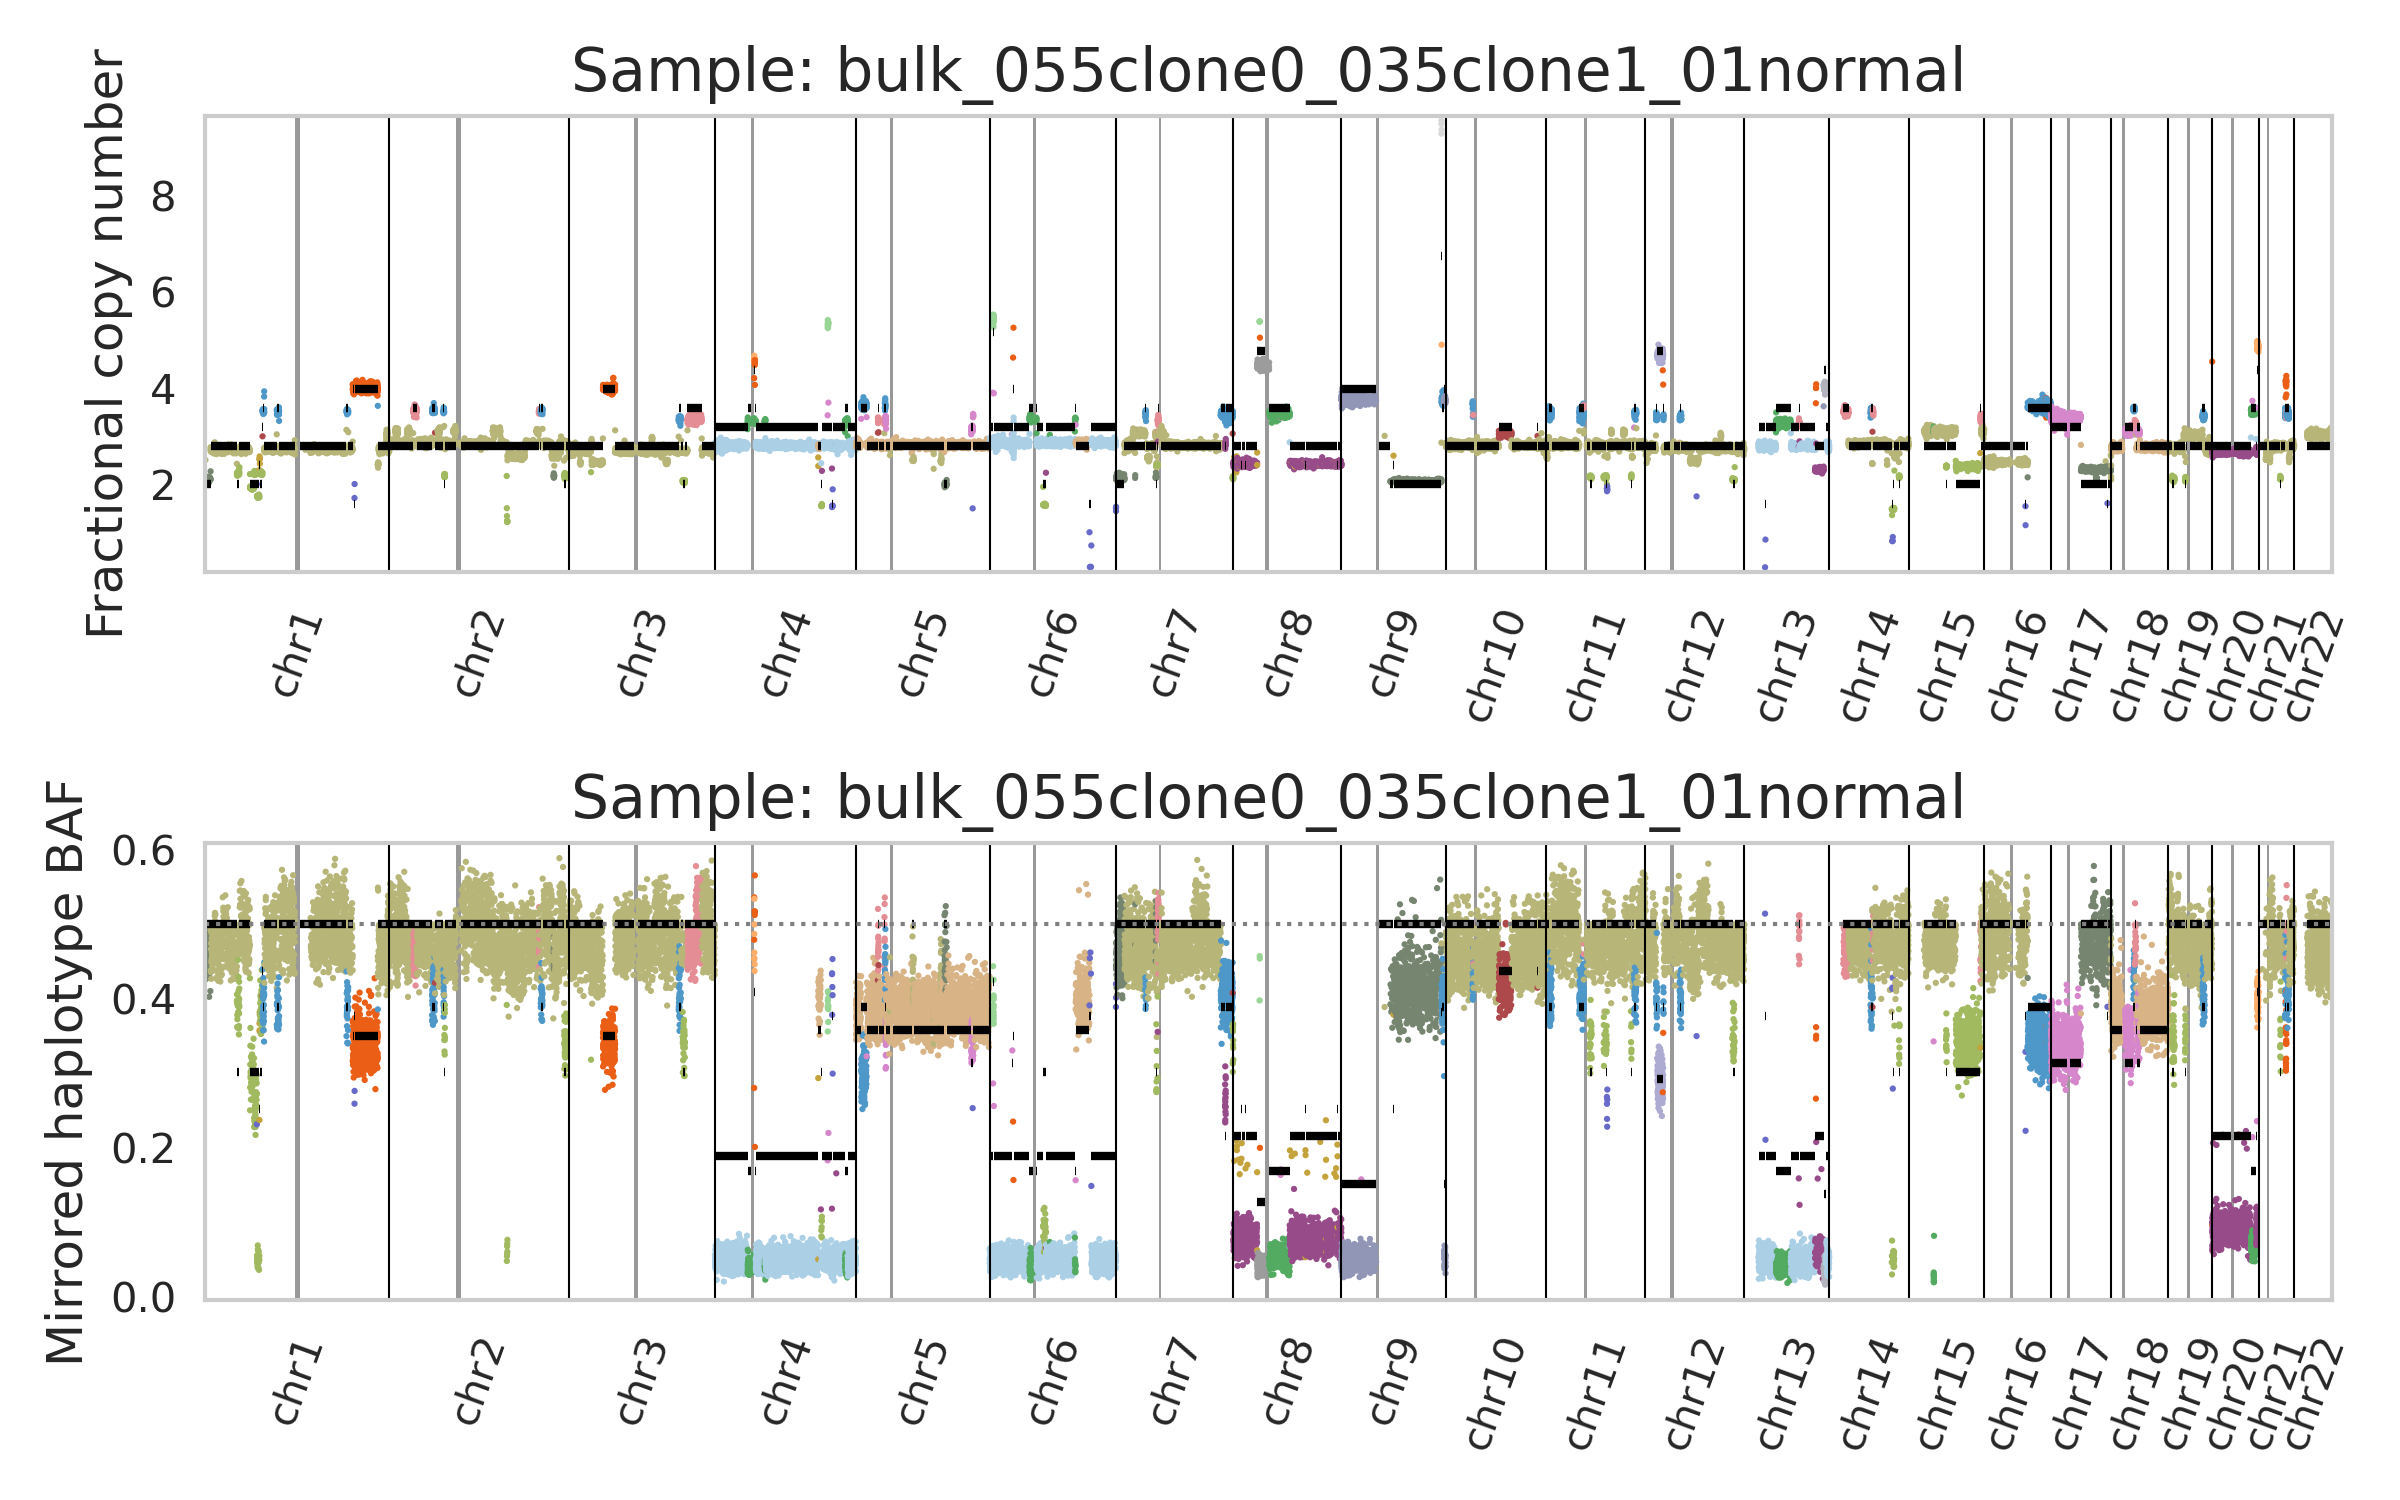 Sample: bulk_055clone0_035clone1_01normal
Fractional copy number
8
6
4
2
chr1
chr2
chr3
chr4
chr5
chr6
chr7
chr8
chr9
chr10
chr11
chr12
chr13
chr14
chr15
chr16
chr17
chr18
chr19
chr20
chr21
chr22
Sample: bulk_055clone0_035clone1_01normal
Mirrored haplotype BAF
0.6
0.4
0.2
0.0
chr1
chr2
chr3
chr4
chr5
chr6
chr7
chr8
chr9
chr10
chr11
chr12
chr13
chr14
chr15
chr16
chr17
chr18
chr19
chr20
chr21
chr22